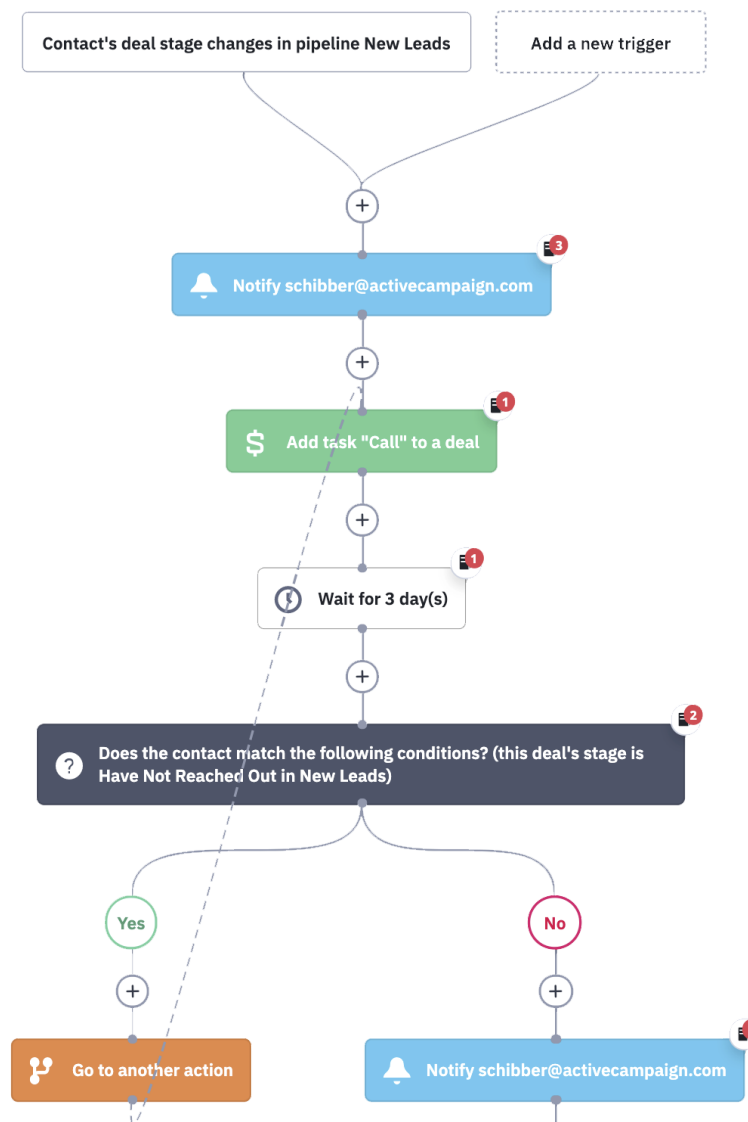 Contact's deal stage changes in pipeline New Leads
Add a new trigger
3
Notify schibber@activecampaign.com
1
Add task "Call" to a deal
1
Wait for 3 day(s)
2
Does the contact match the following conditions? (this deal's stage is
Have Not Reached Out in New Leads)
Yes
No
Go to another action
Notify schibber@activecampaign.com